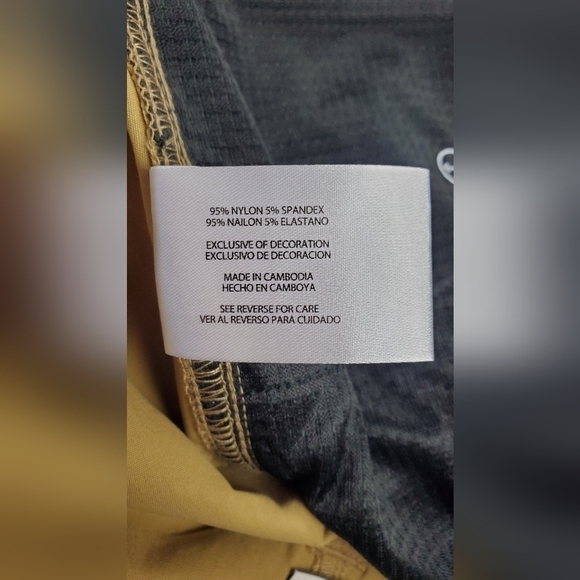 95% NYLON 5% SPANDEX
95% NAILON 5% ELASTANO
EXCLUSIVE OF DECORATION
EXCLUSIVO DE DECORACION
MADE IN CAMBODIA
HECHO EN CAMBOYA
SEE REVERSE FOR CARE
VER AL REVERSO PARA CUIDADO